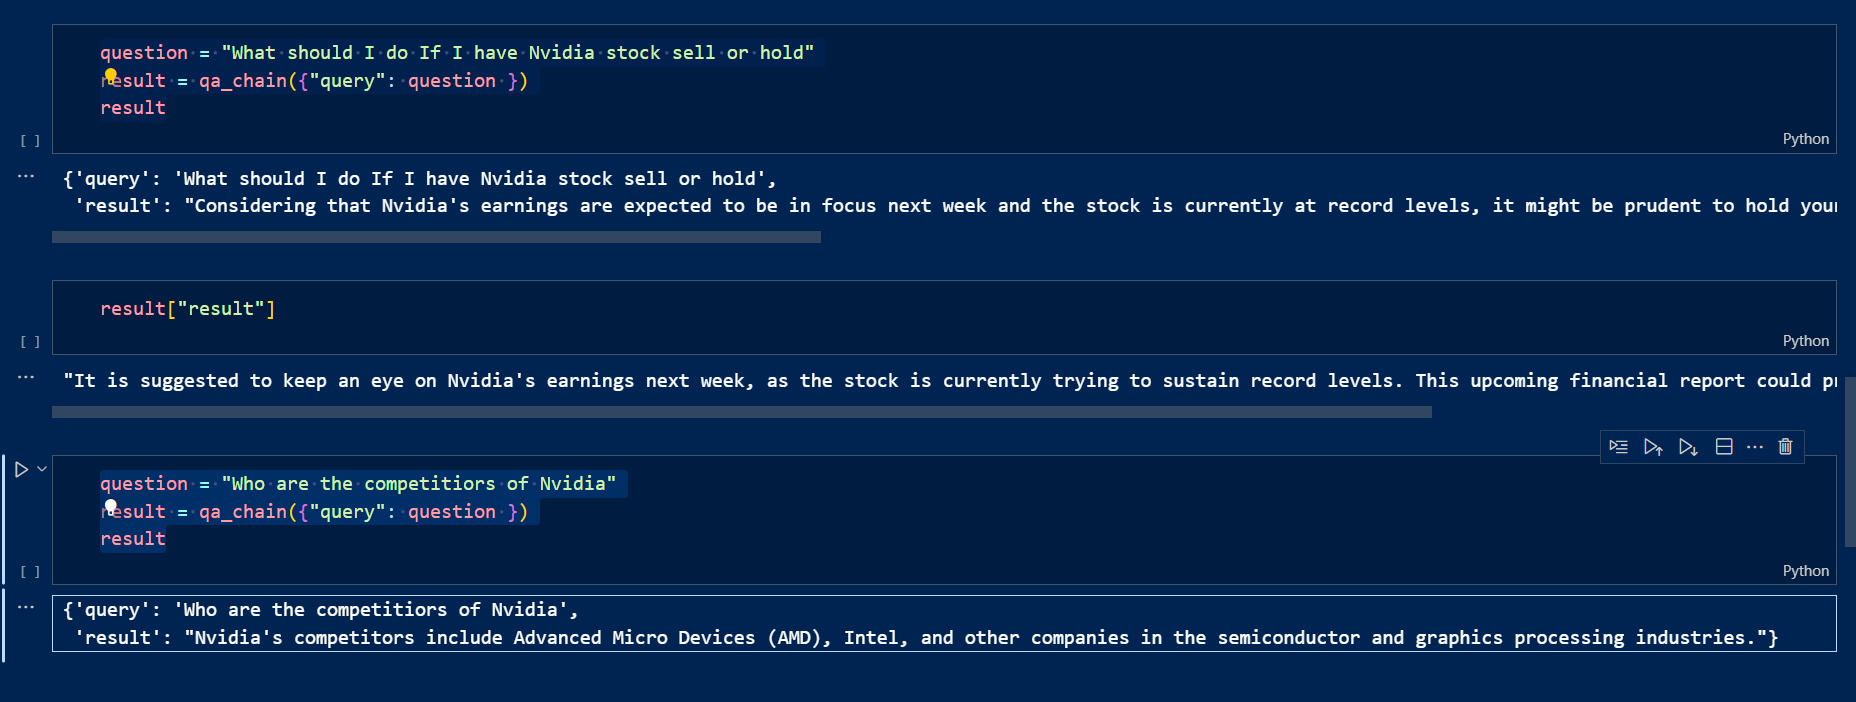 question = "What should I do If I have Nvidia stock sell or hold"
result = qa_chain({"query": question })
result
[ ]
Python
{'query': 'What should I do If I have Nvidia stock sell or hold',
'result': "Considering that Nvidia's earnings are expected to be in focus next week and the stock is currently at record levels, it might be prudent to hold your
result["result"]
[ ]
Python
"It is suggested to keep an eye on Nvidia's earnings next week, as the stock is currently trying to sustain record levels. This upcoming financial report could
question = "Who are the competitiors of Nvidia"
result = qa_chain({"query": question })
result
[ ]
Python
{'query': 'Who are the competitiors of Nvidia',
'result': "Nvidia's competitors include Advanced Micro Devices (AMD), Intel, and other companies in the semiconductor and graphics processing industries."}